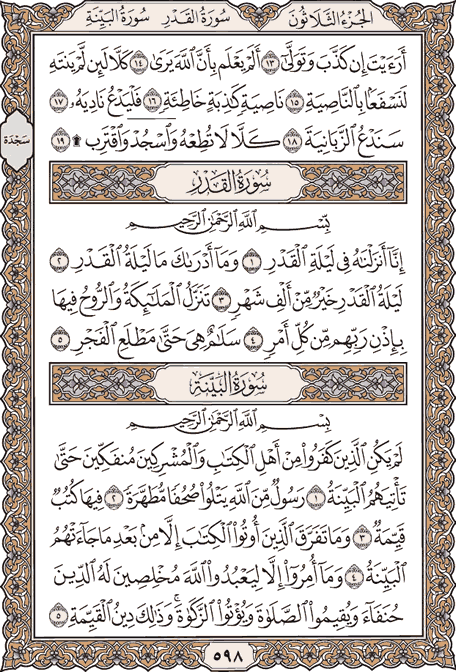 الجزء الثلاثون سورة القدر سورة البينة
أَرَءَيْتَ إِن كَذَّبَ وَتَوَلَّىٰٓ ١٣ أَلَمْ يَعْلَم بِأَنَّ ٱللَّهَ يَرَىٰ ١٤ كَلَّا لَئِن لَّمْ يَنتَهِ
لَنَسْفَعًۢا بِٱلنَّاصِيَةِ ١٥ نَاصِيَةٍ كَٰذِبَةٍ خَاطِئَةٍ ١٦ فَلْيَدْعُ نَادِيَهُۥ ١٧
سَنَدْعُ ٱلزَّبَانِيَةَ ١٨ كَلَّا لَا تُطِعْهُ وَٱسْجُدْ وَٱقْتَرِب ۩ ١٩
سَجْدَة
سُورَةُ القَدْرِ
بِسْمِ ٱللَّهِ ٱلرَّحْمَٰنِ ٱلرَّحِيمِ
إِنَّآ أَنزَلْنَٰهُ فِى لَيْلَةِ ٱلْقَدْرِ ١ وَمَآ أَدْرَىٰكَ مَا لَيْلَةُ ٱلْقَدْرِ ٢
لَيْلَةُ ٱلْقَدْرِ خَيْرٌ مِّنْ أَلْفِ شَهْرٍ ٣ تَنَزَّلُ ٱلْمَلَٰٓئِكَةُ وَٱلرُّوحُ فِيهَا
بِإِذْنِ رَبِّهِم مِّن كُلِّ أَمْرٍ ٤ سَلَٰمٌ هِىَ حَتَّىٰ مَطْلَعِ ٱلْفَجْرِ ٥
سُورَةُ البَيِّنَةِ
بِسْمِ ٱللَّهِ ٱلرَّحْمَٰنِ ٱلرَّحِيمِ
لَمْ يَكُنِ ٱلَّذِينَ كَفَرُوا۟ مِنْ أَهْلِ ٱلْكِتَٰبِ وَٱلْمُشْرِكِينَ مُنفَكِّينَ حَتَّىٰ
تَأْتِيَهُمُ ٱلْبَيِّنَةُ ١ رَسُولٌ مِّنَ ٱللَّهِ يَتْلُوا۟ صُحُفًا مُّطَهَّرَةً ٢ فِيهَا كُتُبٌ
قَيِّمَةٌ ٣ وَمَا تَفَرَّقَ ٱلَّذِينَ أُوتُوا۟ ٱلْكِتَٰبَ إِلَّا مِنۢ بَعْدِ مَا جَآءَتْهُمُ
ٱلْبَيِّنَةُ ٤ وَمَآ أُمِرُوٓا۟ إِلَّا لِيَعْبُدُوا۟ ٱللَّهَ مُخْلِصِينَ لَهُ ٱلدِّينَ
حُنَفَآءَ وَيُقِيمُوا۟ ٱلصَّلَوٰةَ وَيُؤْتُوا۟ ٱلزَّكَوٰةَ ۚ وَذَٰلِكَ دِينُ ٱلْقَيِّمَةِ ٥
٥٩٨